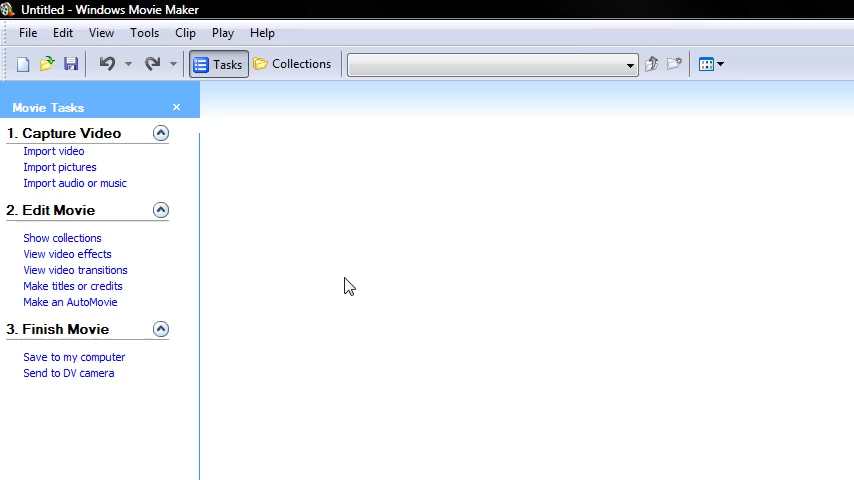 Untitled - Windows Movie Maker
File Edit View Tools Clip Play Help
Tasks Collections
Movie Tasks
1. Capture Video
Import video
Import pictures
Import audio or music
2. Edit Movie
Show collections
View video effects
View video transitions
Make titles or credits
Make an AutoMovie
3. Finish Movie
Save to my computer
Send to DV camera